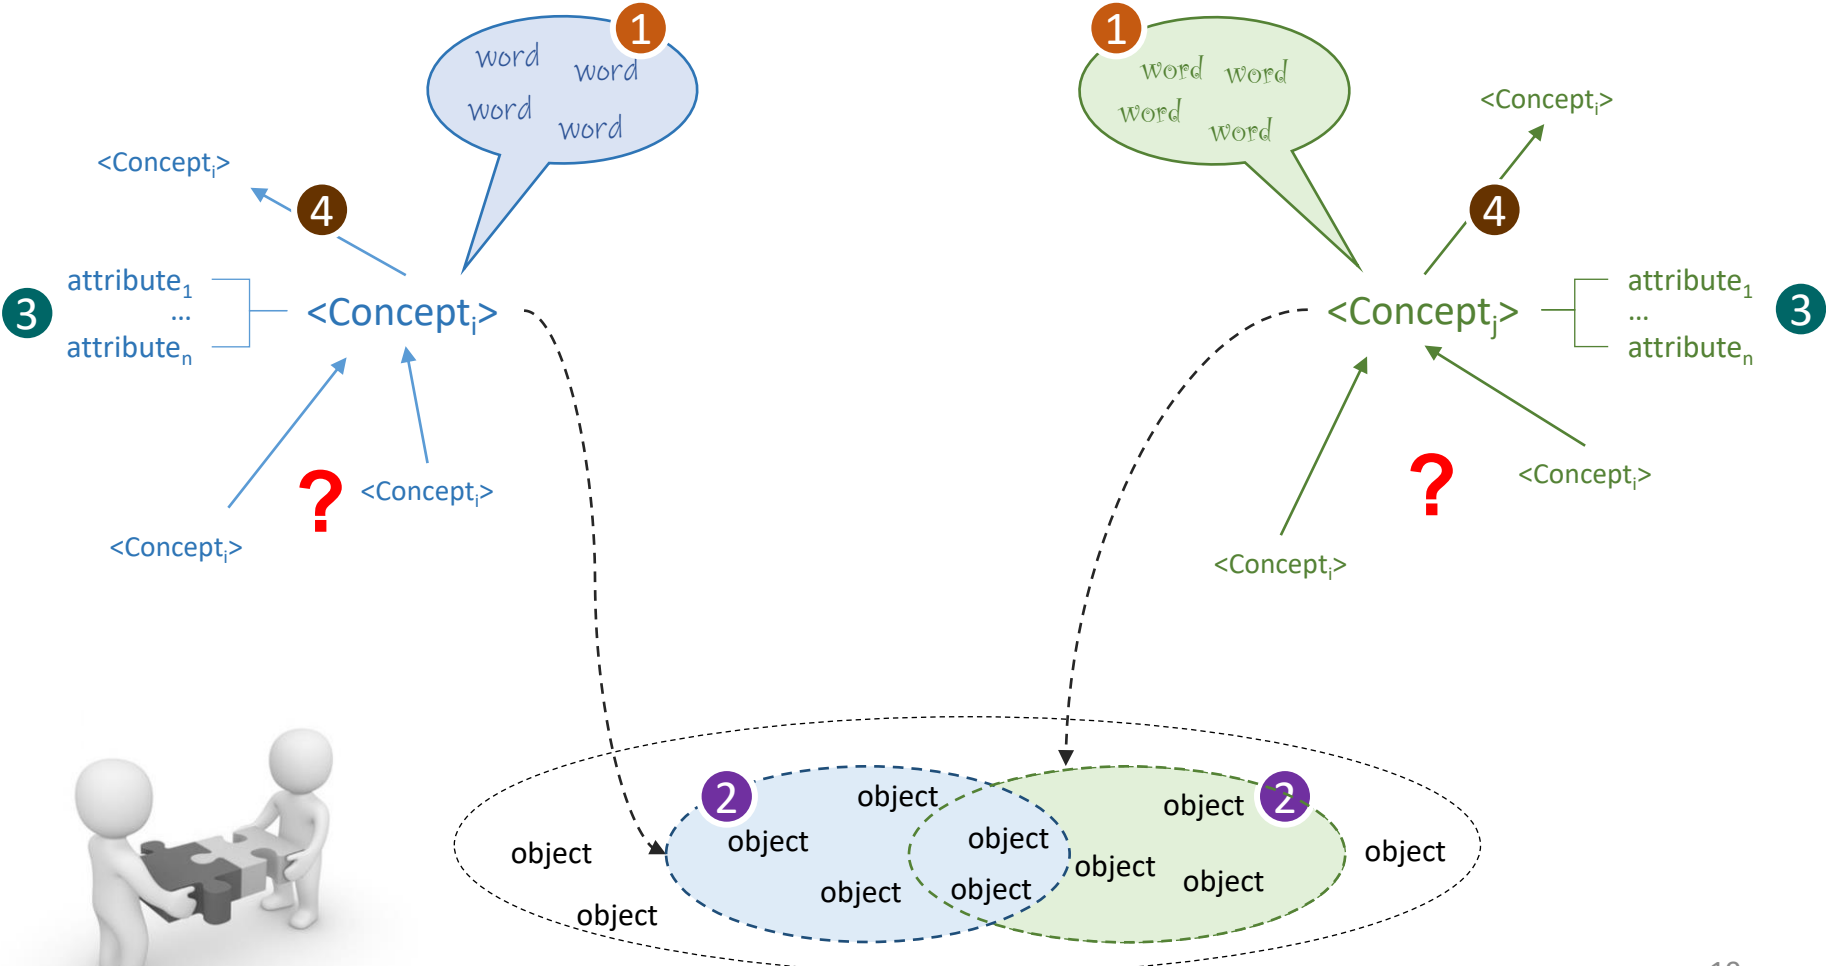 1
word
word
word
word
<Concept_i>
4
attribute_1
...
attribute_n
3
<Concept_i>
?
<Concept_i>
<Concept_i>
1
word word
word
word
<Concept_i>
4
<Concept_j>
attribute_1
...
attribute_n
3
?
<Concept_i>
<Concept_i>
2
object
object
object
object
object
object
object
object
2
object
object
object
object